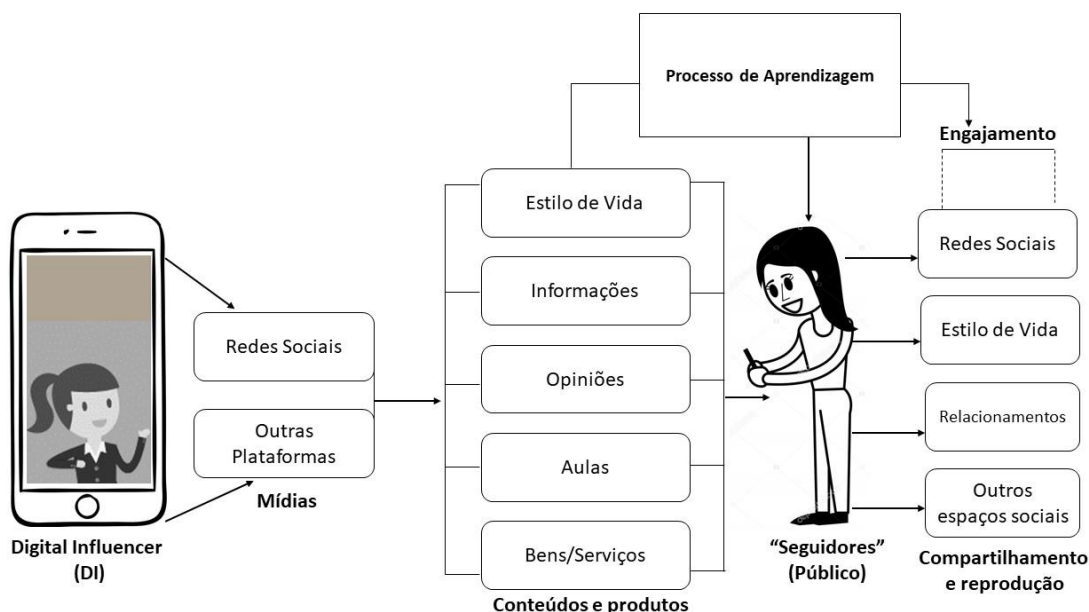 Processo de Aprendizagem
Engajamento
Estilo de Vida
Redes Sociais
Informações
Redes Sociais
Estilo de Vida
Opiniões
Outras
Plataformas
Relacionamentos
Mídias
Aulas
Outros
espaços sociais
Digital Influencer
(DI)
Bens/Serviços
"Seguidores"
(Público)
Compartilhamento
e reprodução
Conteúdos e produtos